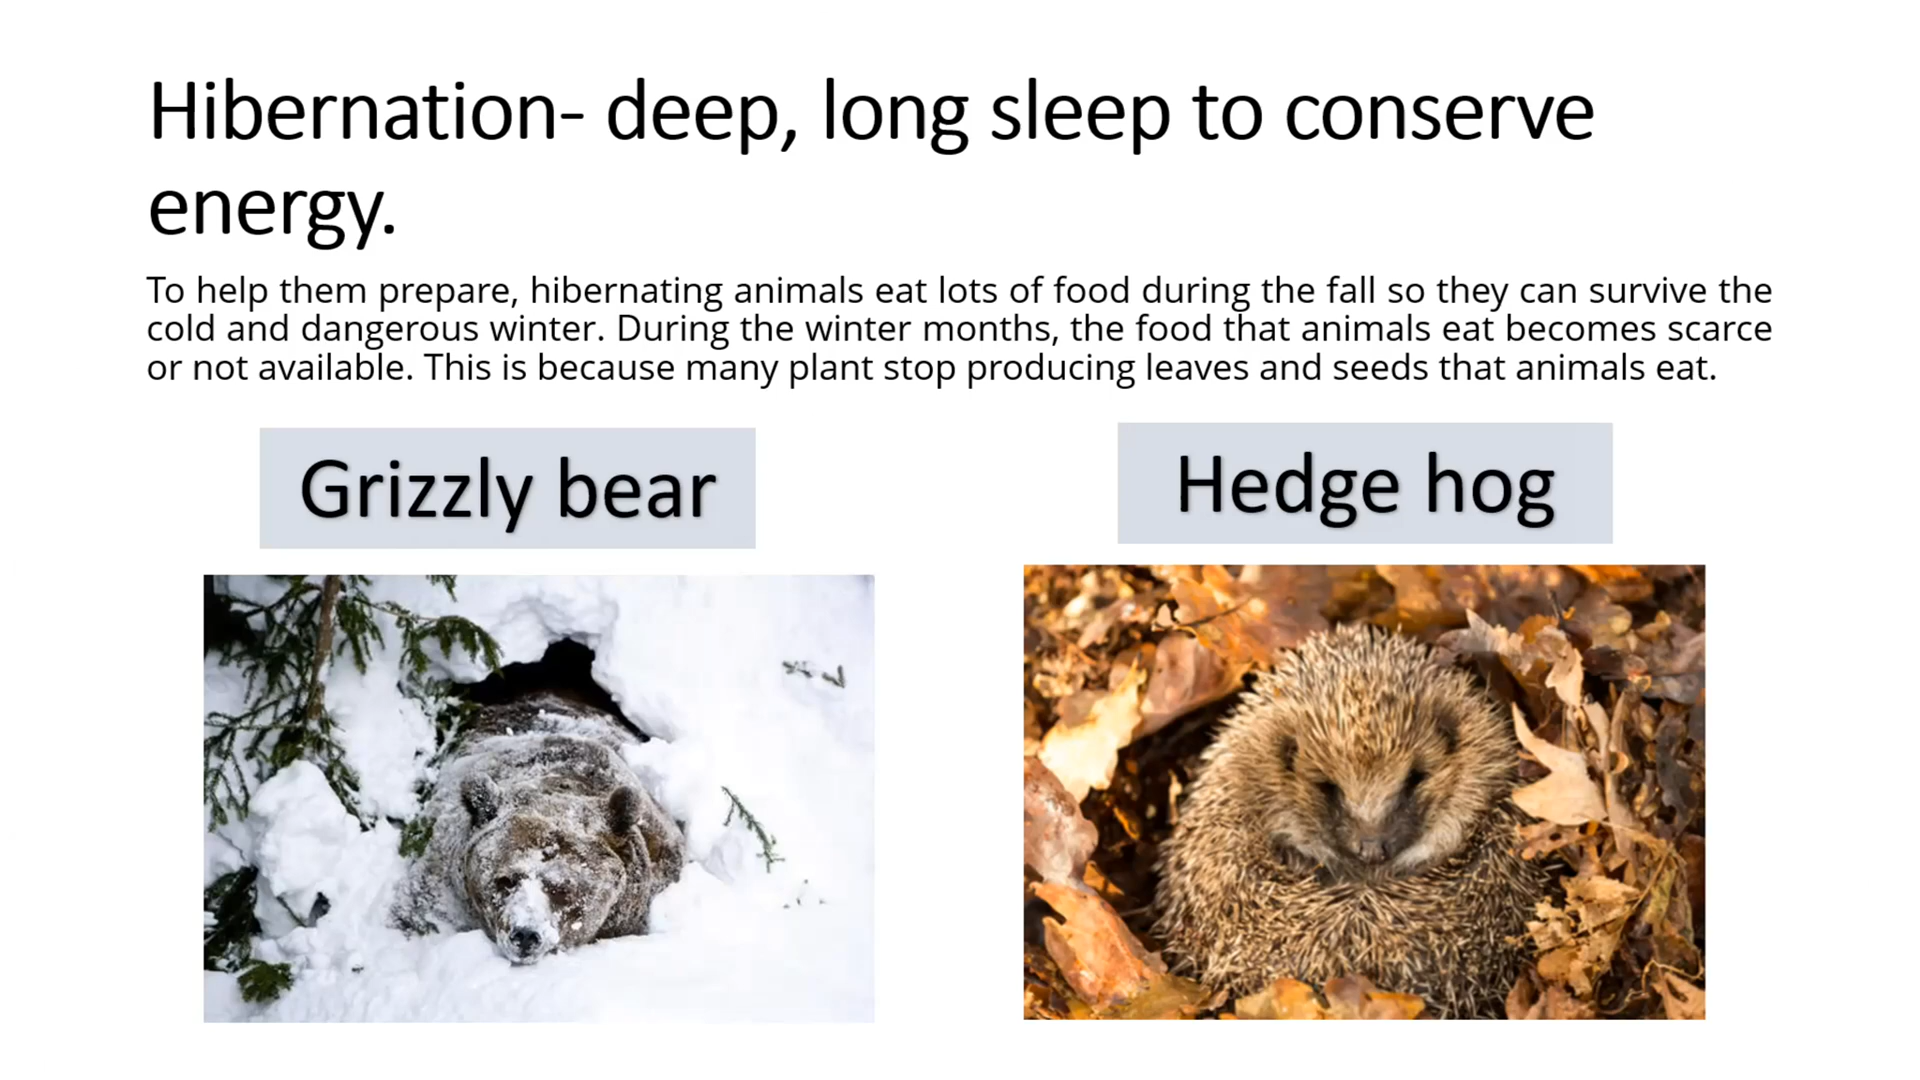 Hibernation- deep, long sleep to conserve
energy.
To help them prepare, hibernating animals eat lots of food during the fall so they can survive the
cold and dangerous winter. During the winter months, the food that animals eat becomes scarce
or not available. This is because many plant stop producing leaves and seeds that animals eat.
Grizzly bear
Hedge hog